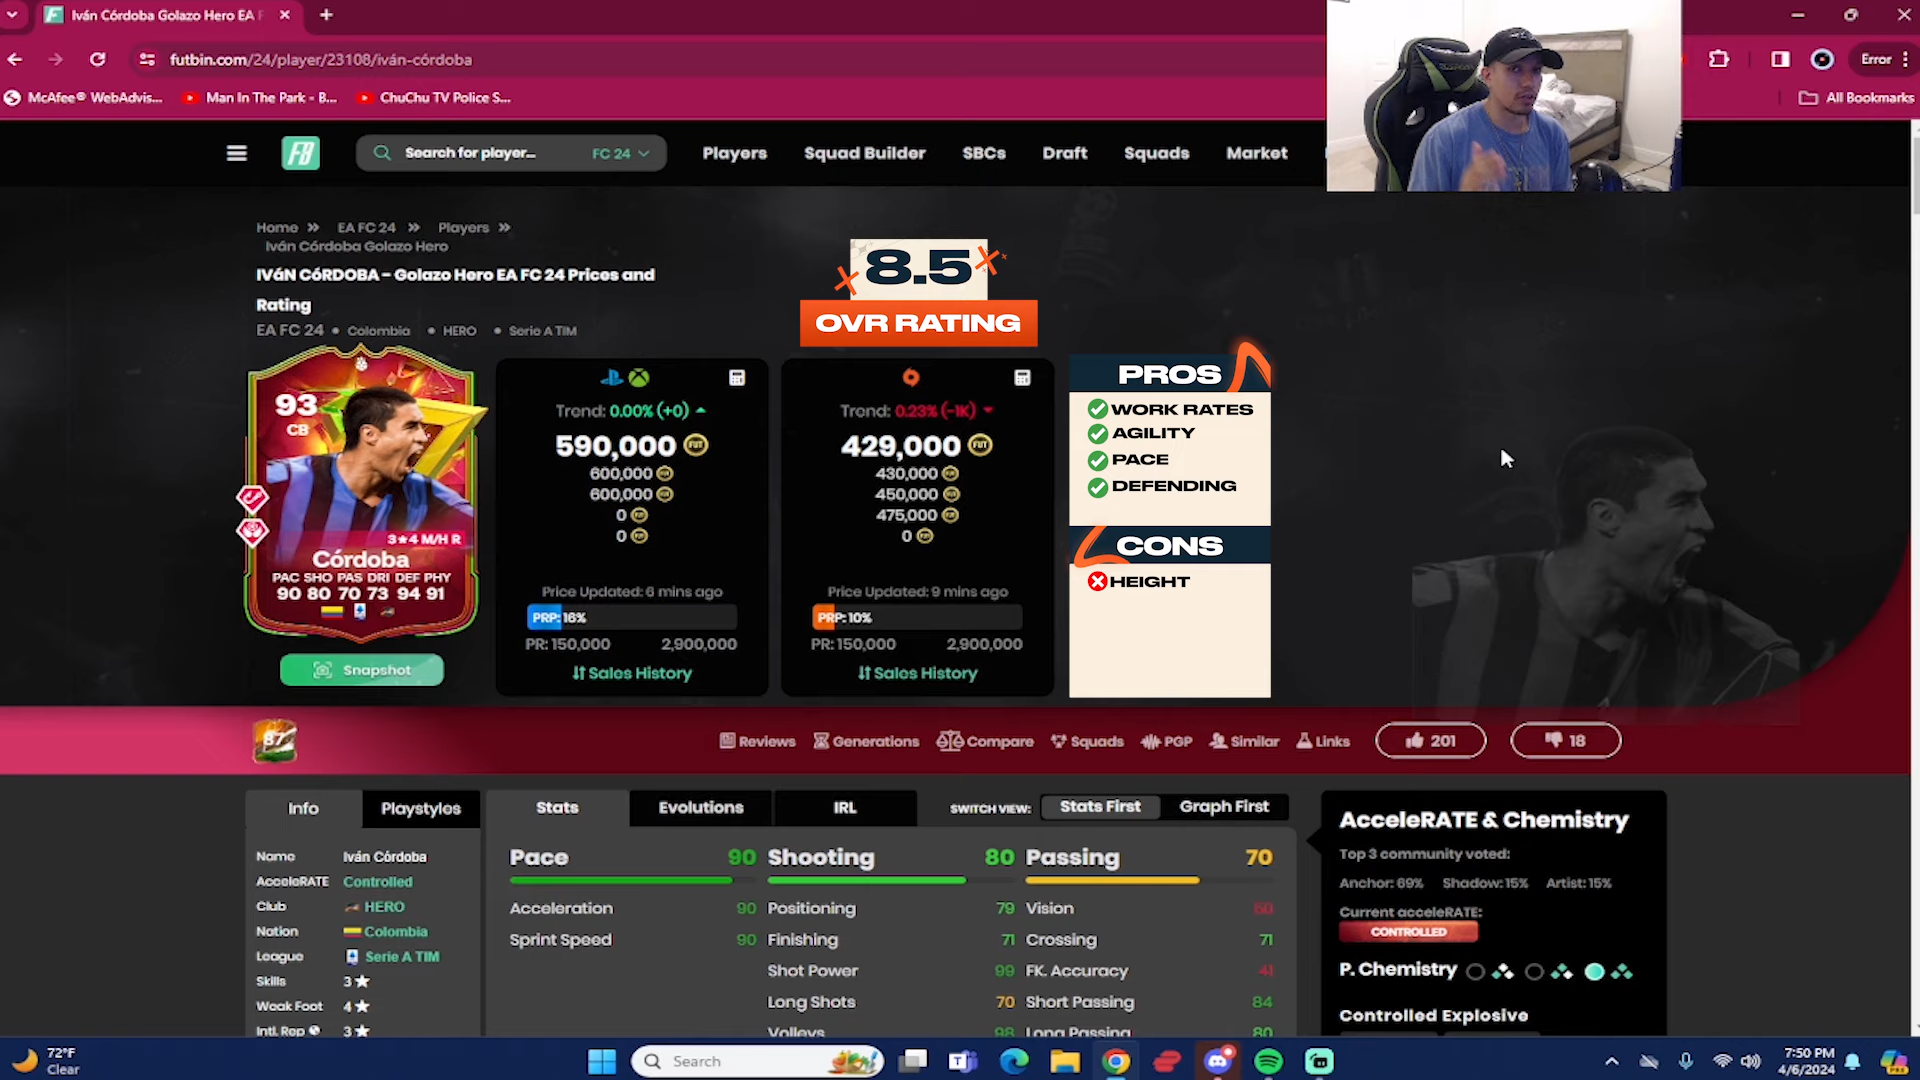 Iván Córdoba Golazo Hero EA F
futbin.com/24/player/23108/iván-córdoba
Error
McAfee® WebAdvis...
Man In The Park - B...
ChuChu TV Police S...
All Bookmarks
Search for player...
FC 24
Players
Squad Builder
SBCs
Draft
Squads
Market
Home
EA FC 24
Players
Iván Córdoba Golazo Hero
IVáN CóRDOBA - Golazo Hero EA FC 24 Prices and
Rating
EA FC 24 • Colombia • HERO • Serie A TIM
8.5
OVR RATING
93
CB
3★4 M/H R
Córdoba
PAC SHO PAS DRI DEF PHY
90 80 70 73 94 91
Snapshot
Trend: 0.00% (+0)
590,000
600,000
600,000
0
0
Price Updated: 6 mins ago
PRP: 16%
PR: 150,000
2,900,000
Sales History
Trend: 0.23% (-1K)
429,000
430,000
450,000
475,000
0
Price Updated: 9 mins ago
PRP: 10%
PR: 150,000
2,900,000
Sales History
PROS
WORK RATES
AGILITY
PACE
DEFENDING
CONS
HEIGHT
87
Reviews
Generations
Compare
Squads
PGP
Similar
Links
201
18
Info
Playstyles
Name Iván Córdoba
AcceleRATE Controlled
Club HERO
Nation Colombia
League Serie A TIM
Skills 3★
Weak Foot 4★
Intl. Rep 3★
Stats
Evolutions
IRL
SWITCH VIEW:
Stats First
Graph First
Pace 90
Acceleration 90
Sprint Speed 90
Shooting 80
Positioning 79
Finishing 71
Shot Power 99
Long Shots 70
Volleys 98
Passing 70
Vision 60
Crossing 71
FK. Accuracy 41
Short Passing 84
Long Passing 80
AcceleRATE & Chemistry
Top 3 community voted:
Anchor: 69% Shadow: 15% Artist: 15%
Current acceleRATE:
CONTROLLED
P. Chemistry
Controlled Explosive
72°F
Clear
Search
7:50 PM
4/6/2024